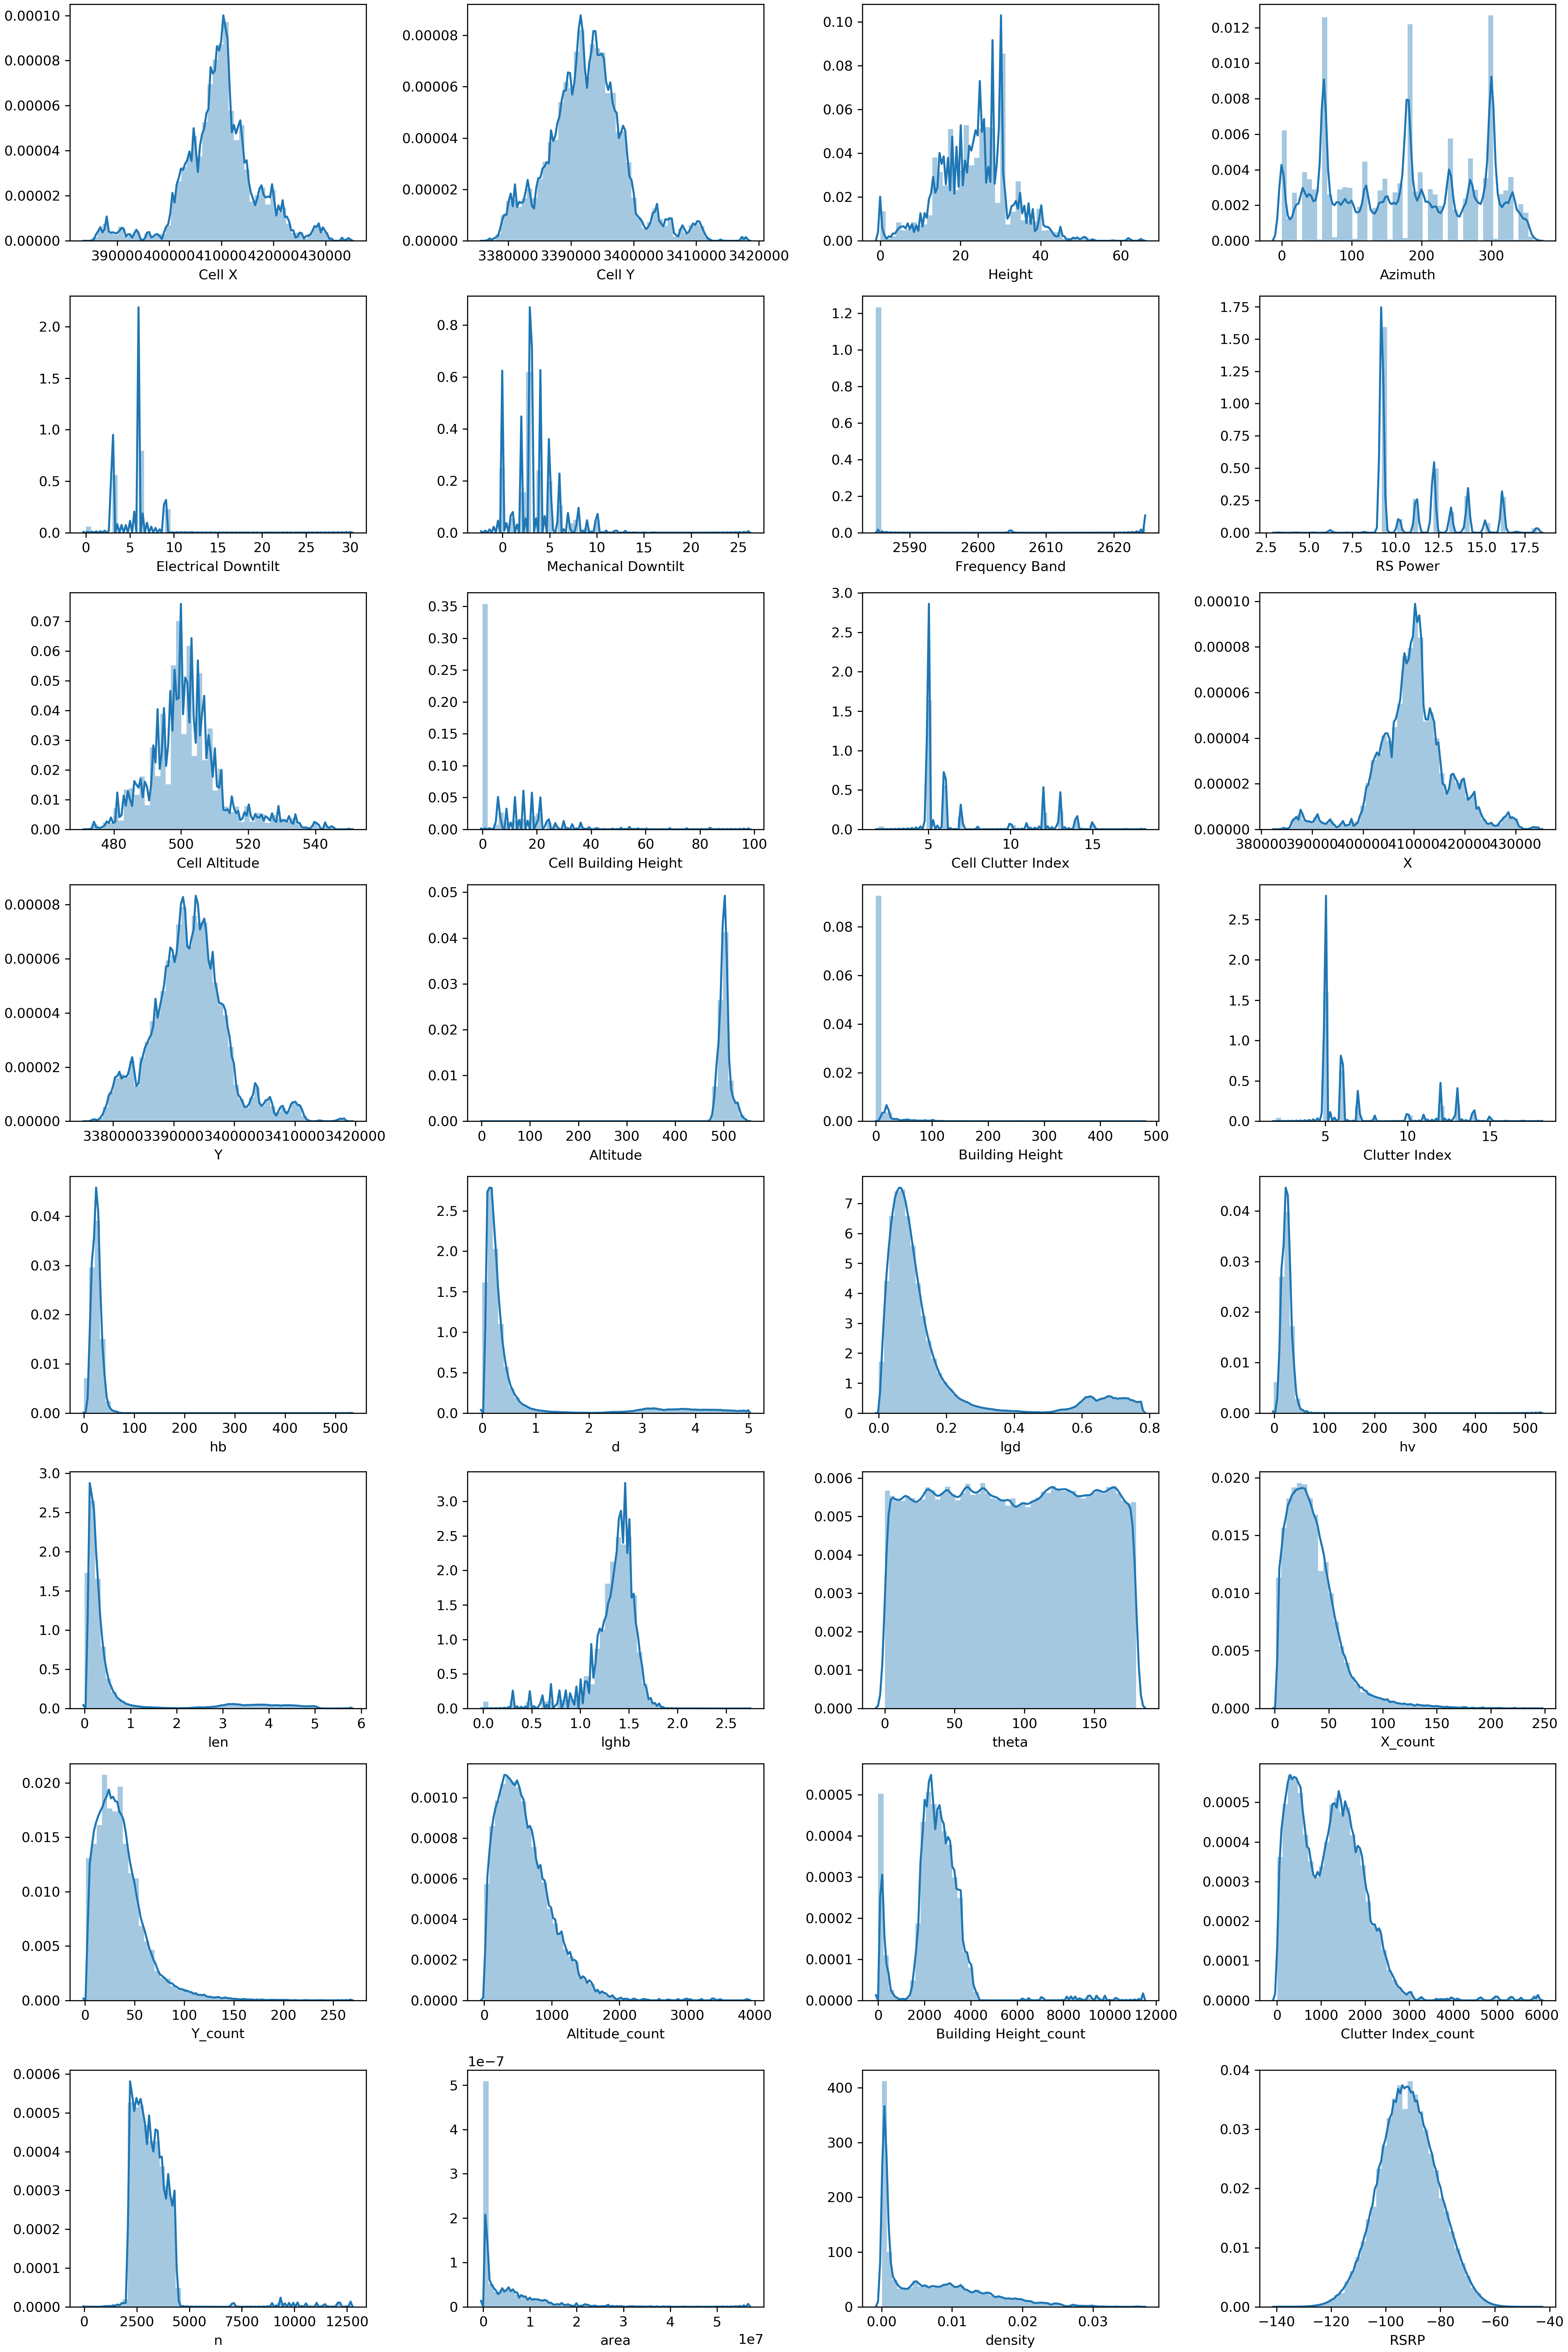 0.00010
0.00008
0.00006
0.00004
0.00002
0.00000
390000 400000 410000 420000 430000
Cell X
0.00008
0.00006
0.00004
0.00002
0.00000
3380000 3390000 3400000 3410000 3420000
Cell Y
0.10
0.08
0.06
0.04
0.02
0.00
0 20 40 60
Height
0.012
0.010
0.008
0.006
0.004
0.002
0.000
0 100 200 300
Azimuth
2.0
1.5
1.0
0.5
0.0
0 5 10 15 20 25 30
Electrical Downtilt
0.8
0.6
0.4
0.2
0.0
0 5 10 15 20 25
Mechanical Downtilt
1.2
1.0
0.8
0.6
0.4
0.2
0.0
2590 2600 2610 2620
Frequency Band
1.75
1.50
1.25
1.00
0.75
0.50
0.25
0.00
2.5 5.0 7.5 10.0 12.5 15.0 17.5
RS Power
0.07
0.06
0.05
0.04
0.03
0.02
0.01
0.00
480 500 520 540
Cell Altitude
0.35
0.30
0.25
0.20
0.15
0.10
0.05
0.00
0 20 40 60 80 100
Cell Building Height
3.0
2.5
2.0
1.5
1.0
0.5
0.0
5 10 15
Cell Clutter Index
0.00010
0.00008
0.00006
0.00004
0.00002
0.00000
380000 390000 400000 410000 420000 430000
X
0.00008
0.00006
0.00004
0.00002
0.00000
3380000 3390000 3400000 3410000 3420000
Y
0.05
0.04
0.03
0.02
0.01
0.00
0 100 200 300 400 500
Altitude
0.08
0.06
0.04
0.02
0.00
0 100 200 300 400 500
Building Height
2.5
2.0
1.5
1.0
0.5
0.0
5 10 15
Clutter Index
0.04
0.03
0.02
0.01
0.00
0 100 200 300 400 500
hb
2.5
2.0
1.5
1.0
0.5
0.0
0 1 2 3 4 5
d
7
6
5
4
3
2
1
0
0.0 0.2 0.4 0.6 0.8
lgd
0.04
0.03
0.02
0.01
0.00
0 100 200 300 400 500
hv
3.0
2.5
2.0
1.5
1.0
0.5
0.0
0 1 2 3 4 5 6
len
3.0
2.5
2.0
1.5
1.0
0.5
0.0
0.0 0.5 1.0 1.5 2.0 2.5
lghb
0.006
0.005
0.004
0.003
0.002
0.001
0.000
0 50 100 150
theta
0.020
0.015
0.010
0.005
0.000
0 50 100 150 200 250
X_count
0.020
0.015
0.010
0.005
0.000
0 50 100 150 200 250
Y_count
0.0010
0.0008
0.0006
0.0004
0.0002
0.0000
0 1000 2000 3000 4000
Altitude_count
0.0005
0.0004
0.0003
0.0002
0.0001
0.0000
0 2000 4000 6000 8000 10000 12000
Building Height_count
0.0005
0.0004
0.0003
0.0002
0.0001
0.0000
0 1000 2000 3000 4000 5000 6000
Clutter Index_count
0.0006
0.0005
0.0004
0.0003
0.0002
0.0001
0.0000
0 2500 5000 7500 10000 12500
n
1e−7
5
4
3
2
1
0
0 1 2 3 4 5
1e7
area
400
300
200
100
0
0.00 0.01 0.02 0.03
density
0.04
0.03
0.02
0.01
0.00
−140 −120 −100 −80 −60 −40
RSRP